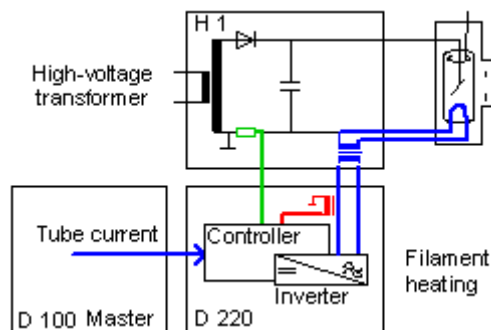 H 1
High-voltage
transformer
Tube current
Controller
Inverter
Filament
heating
D 100 Master
D 220